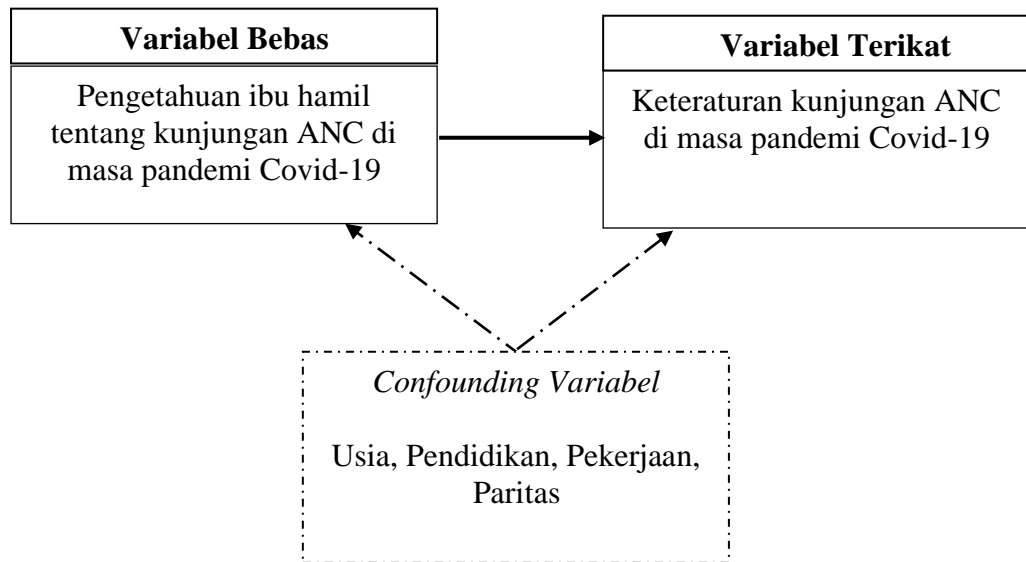 Variabel Bebas
Pengetahuan ibu hamil
tentang kunjungan ANC di
masa pandemi Covid-19
Variabel Terikat
Keteraturan kunjungan ANC
di masa pandemi Covid-19
Confounding Variabel
Usia, Pendidikan, Pekerjaan,
Paritas